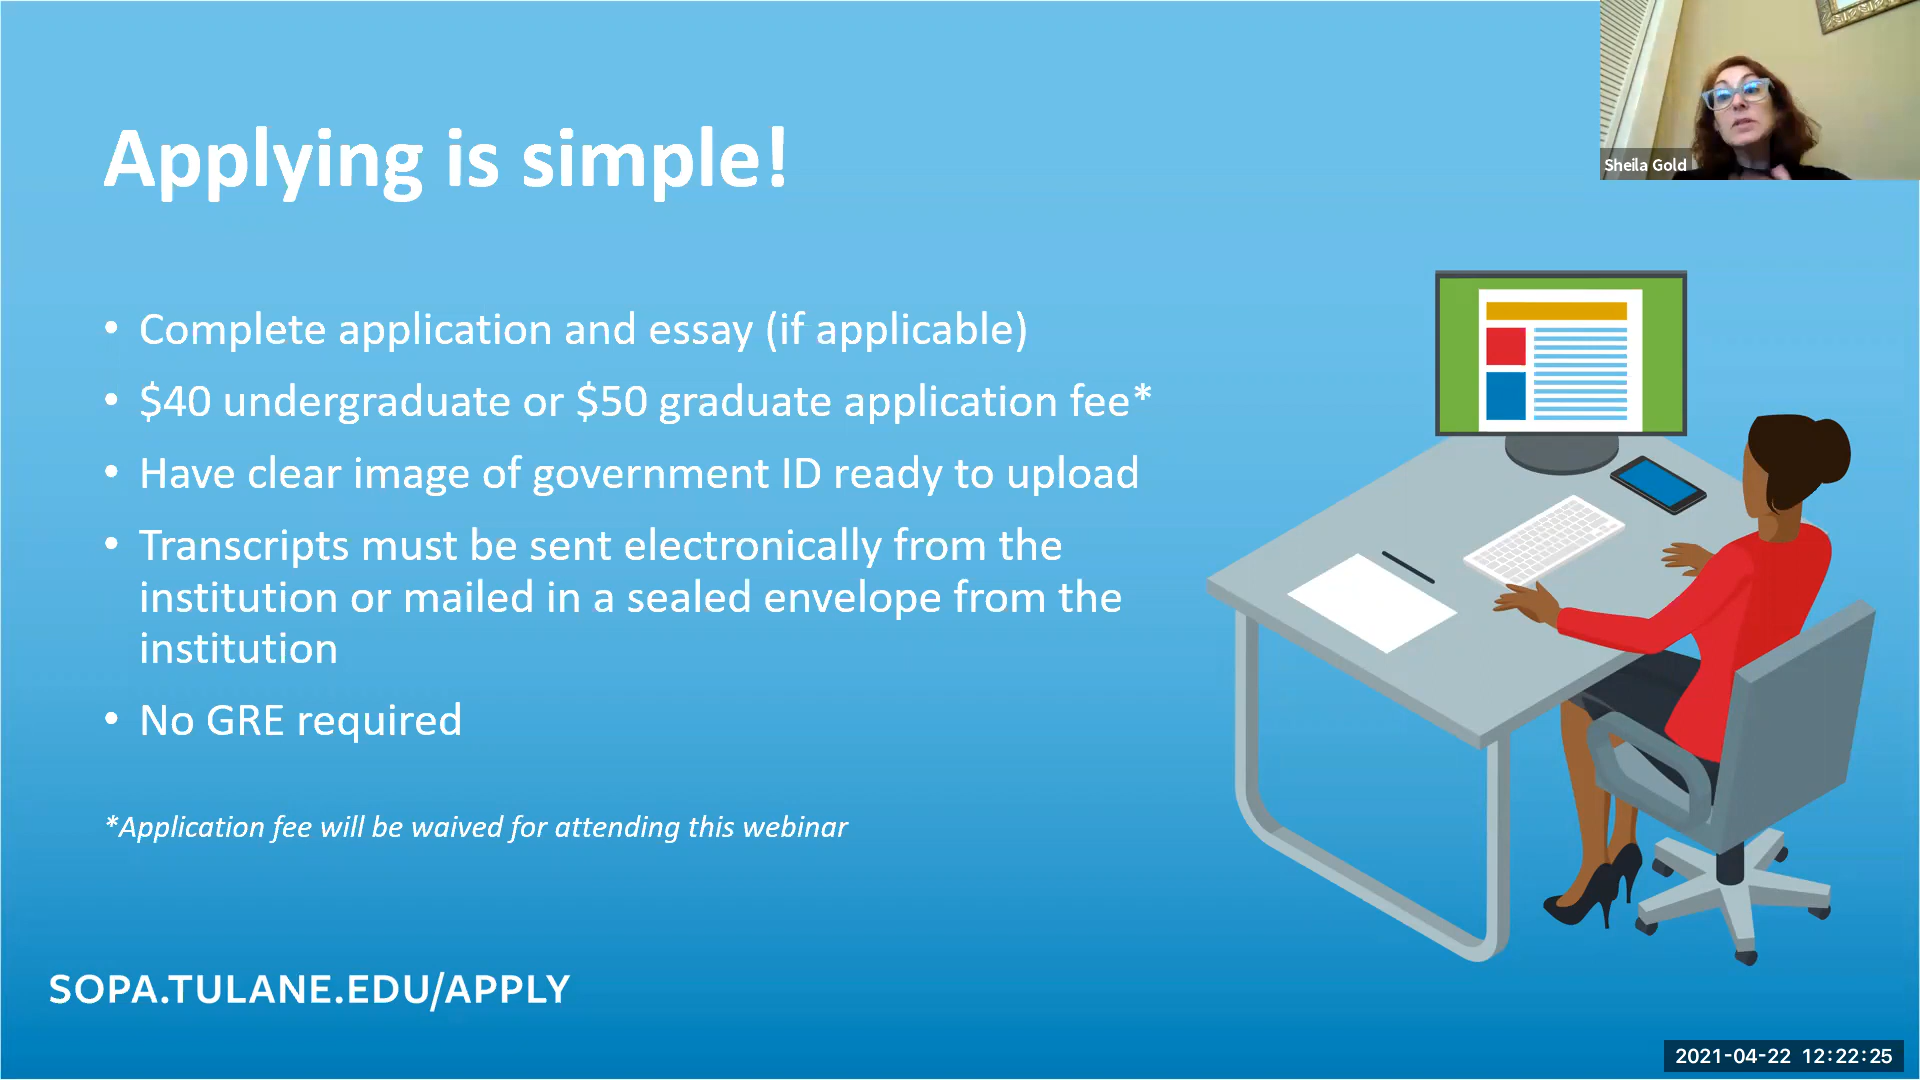 Sheila Gold
Applying is simple!
• Complete application and essay (if applicable)
• $40 undergraduate or $50 graduate application fee*
• Have clear image of government ID ready to upload
• Transcripts must be sent electronically from the
institution or mailed in a sealed envelope from the
institution
• No GRE required
*Application fee will be waived for attending this webinar
SOPA.TULANE.EDU/APPLY
2021-04-22 12:22:25